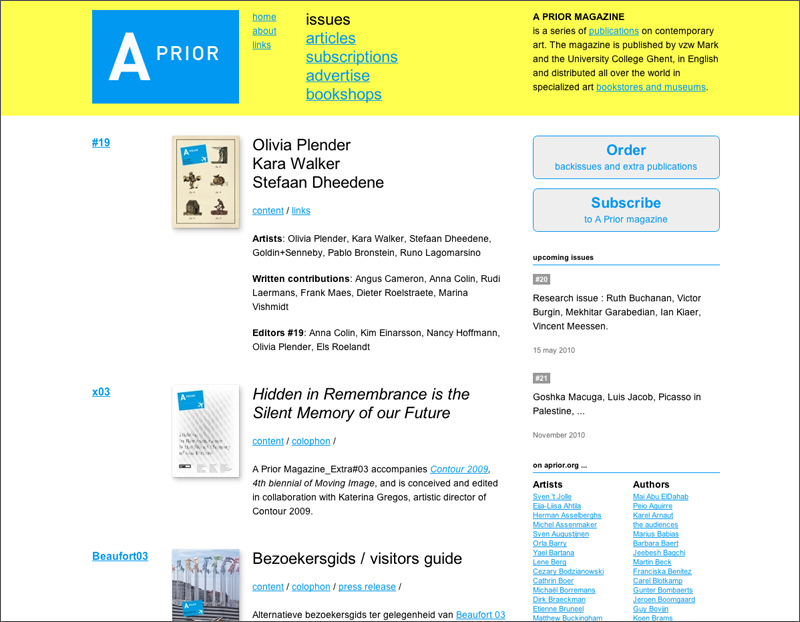 A PRIOR
home
about
links
issues
articles
subscriptions
advertise
bookshops
A PRIOR MAGAZINE
is a series of publications on contemporary
art. The magazine is published by vzw Mark
and the University College Ghent, in English
and distributed all over the world in
specialized art bookstores and museums.
#19
Olivia Plender
Kara Walker
Stefaan Dheedene
content / links
Artists: Olivia Plender, Kara Walker, Stefaan Dheedene,
Goldin+Senneby, Pablo Bronstein, Runo Lagomarsino
Written contributions: Angus Cameron, Anna Colin, Rudi
Laermans, Frank Maes, Dieter Roelstraete, Marina
Vishmidt
Editors #19: Anna Colin, Kim Einarsson, Nancy Hoffmann,
Olivia Plender, Els Roelandt
x03
Hidden in Remembrance is the
Silent Memory of our Future
content / colophon /
A Prior Magazine_Extra#03 accompanies Contour 2009,
4th biennial of Moving Image, and is conceived and edited
in collaboration with Katerina Gregos, artistic director of
Contour 2009.
Beaufort03
Bezoekersgids / visitors guide
content / colophon / press release /
Alternatieve bezoekersgids ter gelegenheid van Beaufort 03
Order
backissues and extra publications
Subscribe
to A Prior magazine
upcoming issues
#20
Research issue : Ruth Buchanan, Victor
Burgin, Mekhitar Garabedian, Ian Kiaer,
Vincent Meessen.
15 may 2010
#21
Goshka Macuga, Luis Jacob, Picasso in
Palestine, ...
November 2010
on aprior.org ...
Artists
Sven 't Jolle
Eija-Liisa Ahtila
Herman Asselberghs
Michel Assenmaker
Sven Augustijnen
Orla Barry
Yael Bartana
Lene Berg
Cezary Bodzianowski
Cathrin Boer
Michaël Borremans
Dirk Braeckman
Etienne Bruneel
Matthew Buckingham
Authors
Mai Abu ElDahab
Peio Aguirre
Karel Arnaut
the audiences
Marius Babias
Barbara Baert
Jeebesh Bagchi
Martin Beck
Franciska Benitez
Carel Blotkamp
Gunter Bombaerts
Jeroen Boomgaard
Guy Bovijn
Koen Brams